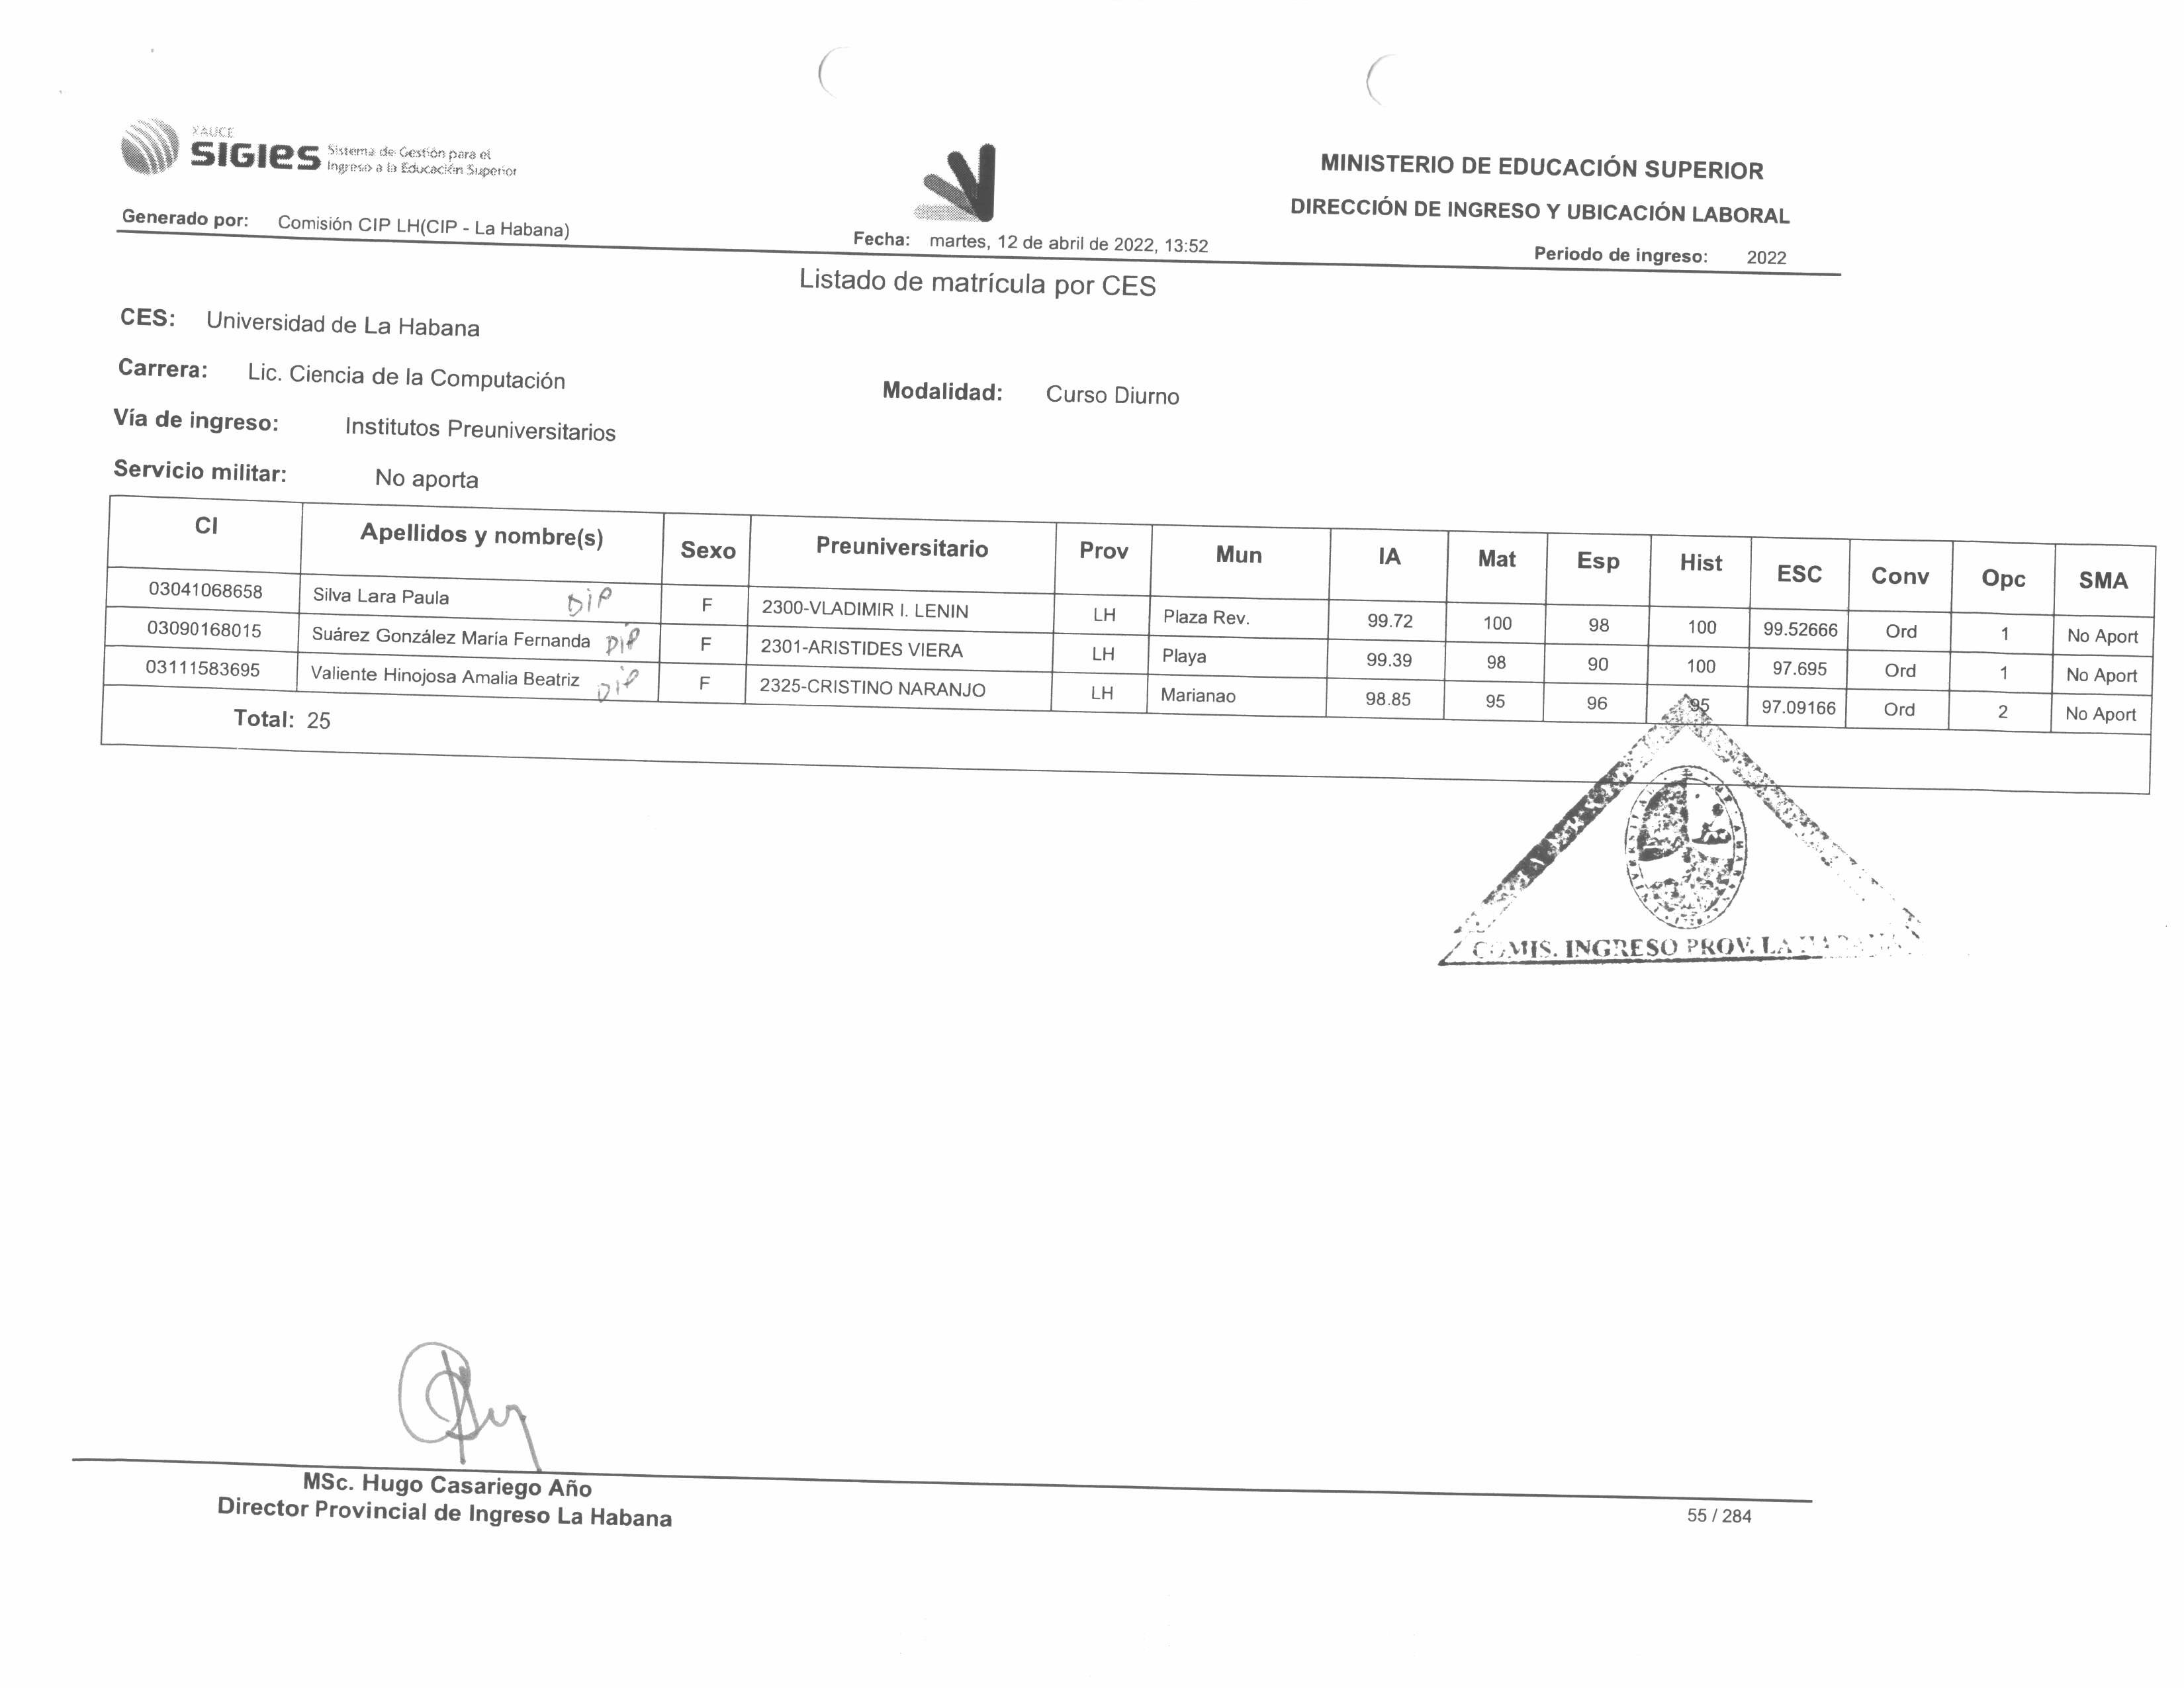 XAUCE
SIGIES Sistema de Gestión para el
Ingreso a la Educación Superior
MINISTERIO DE EDUCACIÓN SUPERIOR
DIRECCIÓN DE INGRESO Y UBICACIÓN LABORAL
Generado por: Comisión CIP LH(CIP - La Habana)
Fecha: martes, 12 de abril de 2022, 13:52
Periodo de ingreso: 2022
Listado de matrícula por CES
CES: Universidad de La Habana
Carrera: Lic. Ciencia de la Computación
Modalidad: Curso Diurno
Vía de ingreso: Institutos Preuniversitarios
Servicio militar: No aporta
CI Apellidos y nombre(s) Sexo Preuniversitario Prov Mun IA Mat Esp Hist ESC Conv Opc SMA
03041068658 Silva Lara Paula DiP F 2300-VLADIMIR I. LENIN LH Plaza Rev. 99.72 100 98 100 99.52666 Ord 1 No Aport
03090168015 Suárez González María Fernanda DiP F 2301-ARISTIDES VIERA LH Playa 99.39 98 90 100 97.695 Ord 1 No Aport
03111583695 Valiente Hinojosa Amalia Beatriz DiP F 2325-CRISTINO NARANJO LH Marianao 98.85 95 96 95 97.09166 Ord 2 No Aport
Total: 25
COMIS. INGRESO PROV. LA HABANA
MSc. Hugo Casariego Año
Director Provincial de Ingreso La Habana
55 / 284